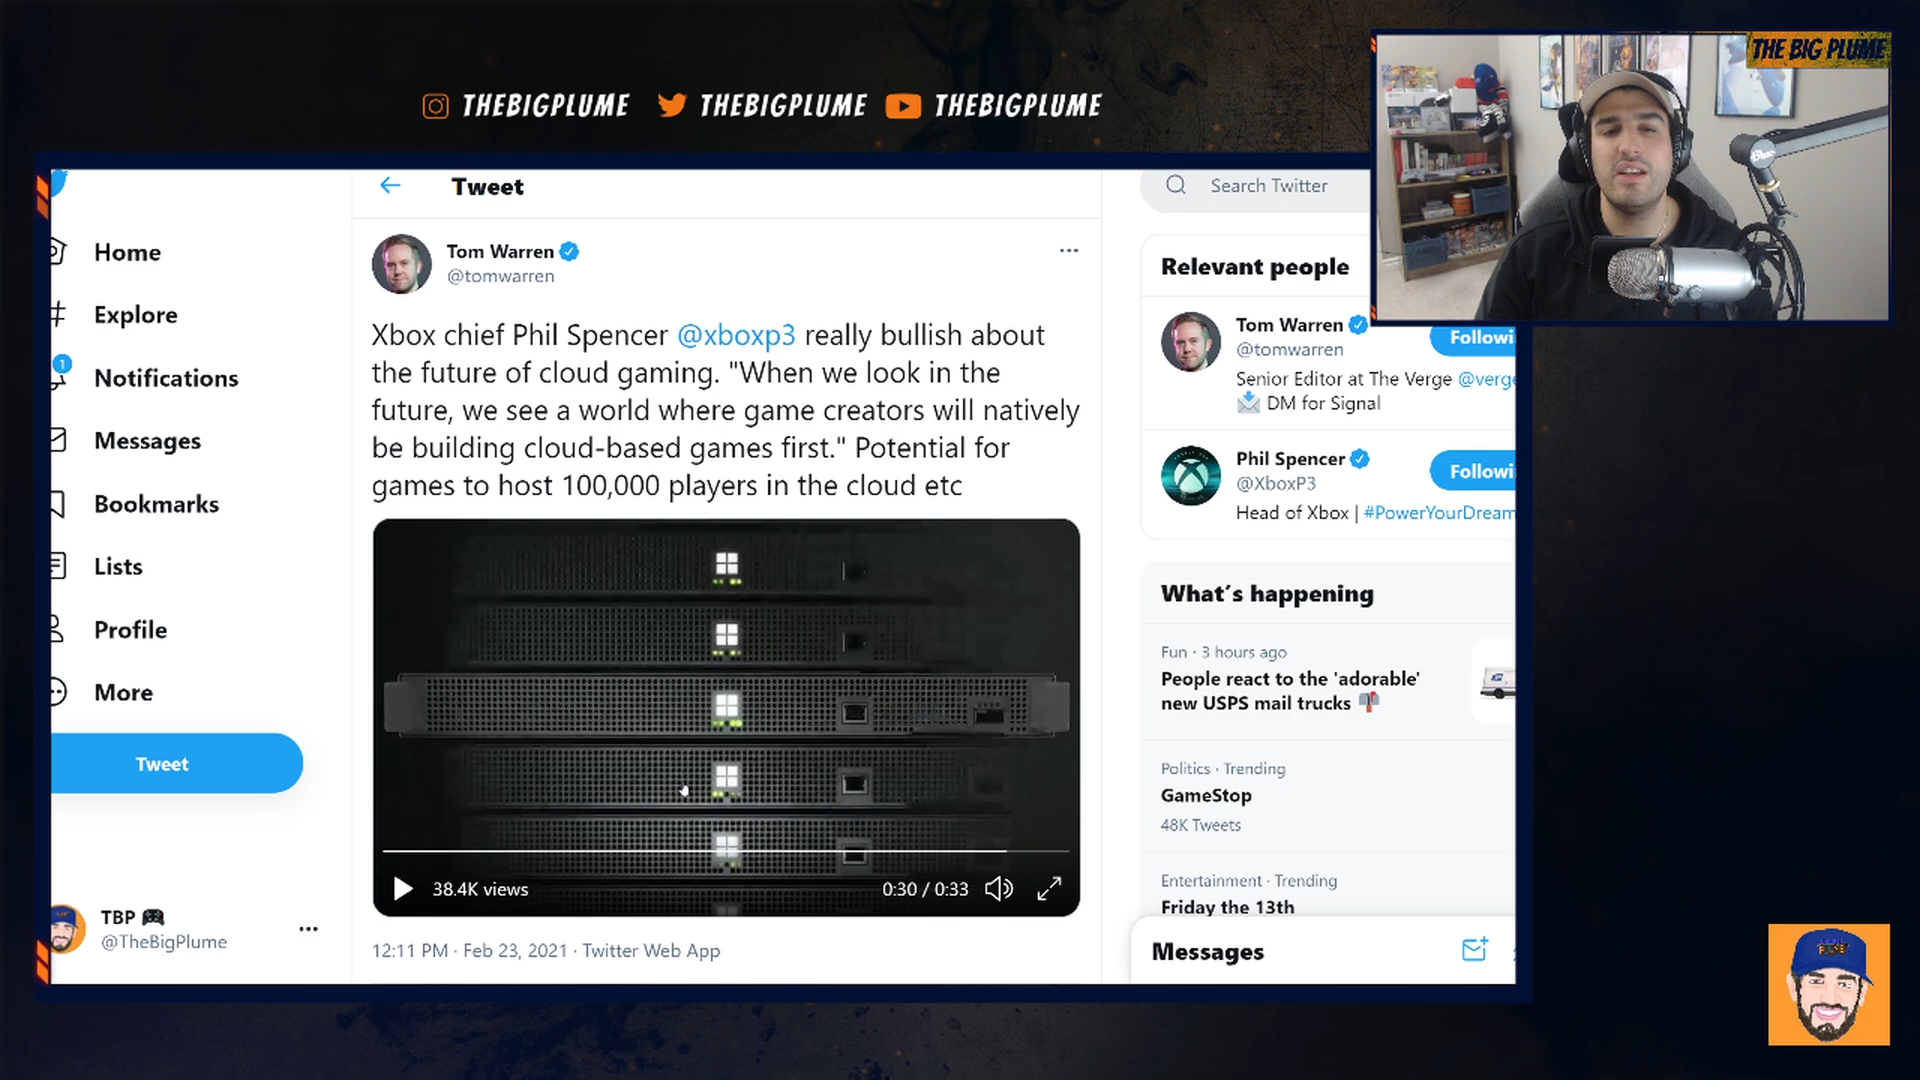 THEBIGPLUME THEBIGPLUME THEBIGPLUME
THE BIG PLUME
Home
Explore
1
Notifications
Messages
Bookmarks
Lists
Profile
More
Tweet
TBP
@TheBigPlume
Tweet
Tom Warren
@tomwarren
Xbox chief Phil Spencer @xboxp3 really bullish about
the future of cloud gaming. "When we look in the
future, we see a world where game creators will natively
be building cloud-based games first." Potential for
games to host 100,000 players in the cloud etc
38.4K views
0:30 / 0:33
12:11 PM · Feb 23, 2021 · Twitter Web App
Search Twitter
Relevant people
Tom Warren
@tomwarren
Followi
Senior Editor at The Verge @verge
DM for Signal
Phil Spencer
@XboxP3
Followi
Head of Xbox | #PowerYourDream
What's happening
Fun · 3 hours ago
People react to the 'adorable'
new USPS mail trucks
Politics · Trending
GameStop
48K Tweets
Entertainment · Trending
Friday the 13th
Messages